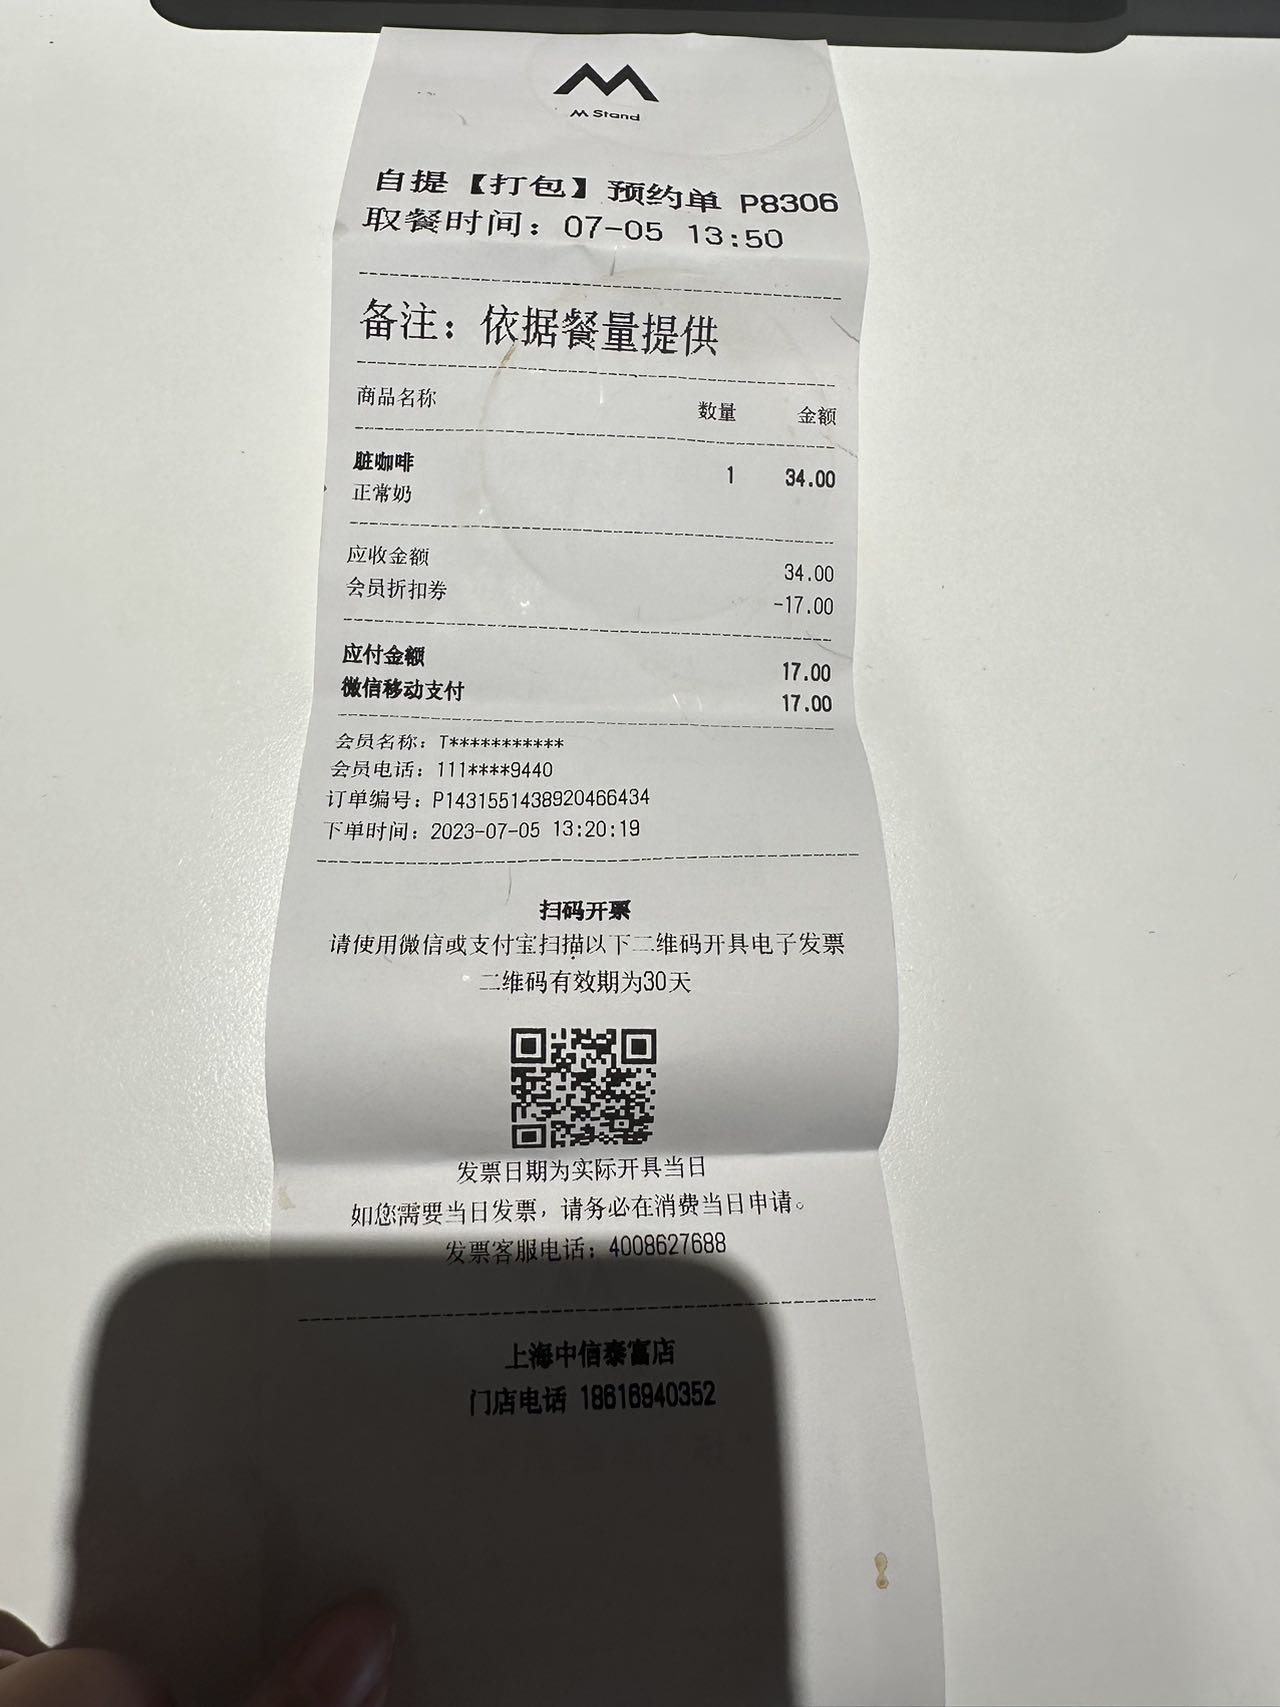 M Stand
自提【打包】预约单 P8306
取餐时间：07-05 13:50
备注：依据餐量提供
商品名称 数量 金额
脏咖啡 1 34.00
正常奶
应收金额 34.00
会员折扣券 -17.00
应付金额 17.00
微信移动支付 17.00
会员名称：T***********
会员电话：111****9440
订单编号：P1431551438920466434
下单时间：2023-07-05 13:20:19
扫码开票
请使用微信或支付宝扫描以下二维码开具电子发票
二维码有效期为30天
发票日期为实际开具当日
如您需要当日发票，请务必在消费当日申请。
发票客服电话：4008627688
上海中信泰富店
门店电话 18616940352